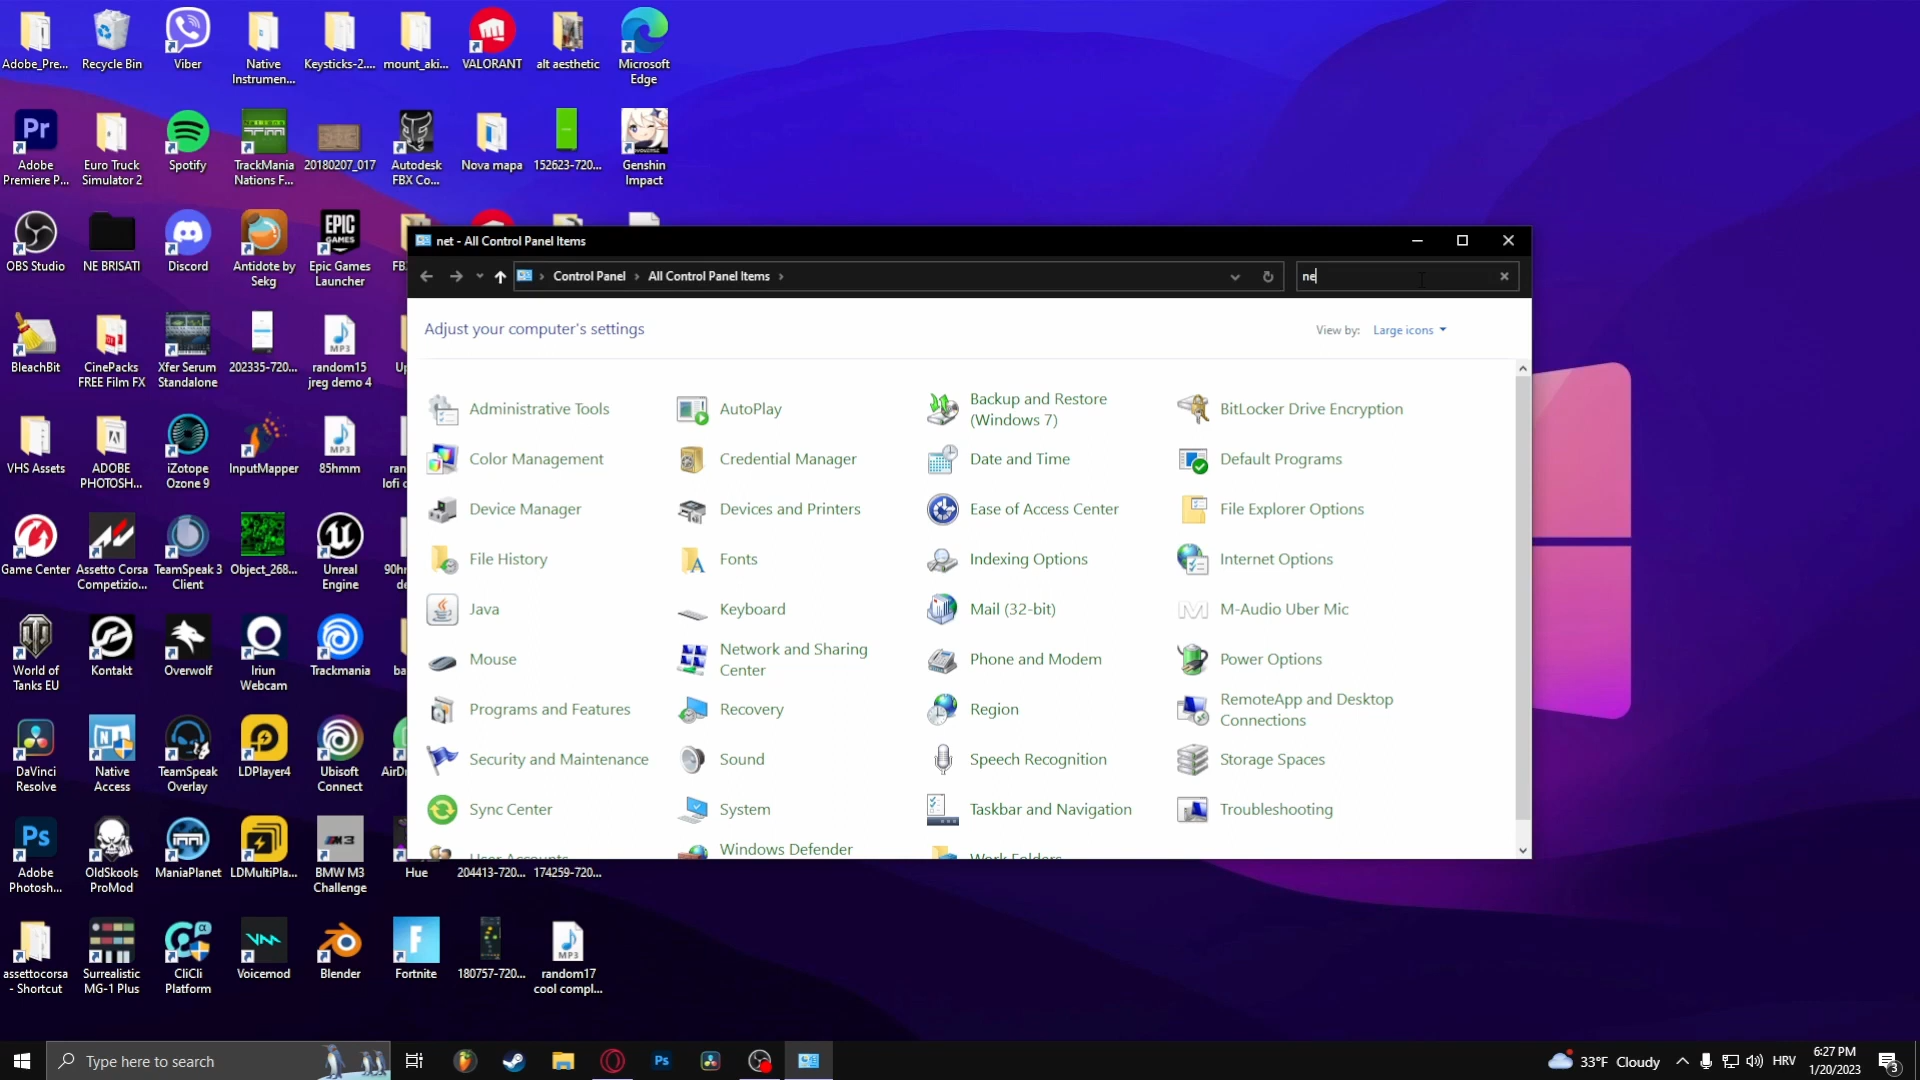 Adobe_Pre...
Recycle Bin
Viber
Native
Instrumen...
Keysticks-2....
mount_aki...
VALORANT
alt aesthetic
Microsoft
Edge
Pr
Adobe
Premiere P...
Euro Truck
Simulator 2
Spotify
TrackMania
Nations F...
20180207_017
Autodesk
FBX Co...
Nova mapa
152623-720...
Genshin
Impact
OBS Studio
NE BRISATI
Discord
Antidote by
Sekg
EPIC
GAMES
Epic Games
Launcher
net - All Control Panel Items
Control Panel
All Control Panel Items
ne
Adjust your computer's settings
View by:
Large icons
BleachBit
CinePacks
FREE Film FX
Xfer Serum
Standalone
202335-720...
MP3
random15
jreg demo 4
Administrative Tools
AutoPlay
Backup and Restore
(Windows 7)
BitLocker Drive Encryption
Color Management
Credential Manager
Date and Time
Default Programs
VHS Assets
ADOBE
PHOTOSH...
iZotope
Ozone 9
InputMapper
MP3
85hmm
Device Manager
Devices and Printers
Ease of Access Center
File Explorer Options
File History
Fonts
Indexing Options
Internet Options
Game Center
Assetto Corsa
Competizio...
TeamSpeak 3
Client
Object_268...
Unreal
Engine
Java
Keyboard
Mail (32-bit)
M-Audio Uber Mic
World of
Tanks EU
Kontakt
Overwolf
Iriun
Webcam
Trackmania
Mouse
Network and Sharing
Center
Phone and Modem
Power Options
Programs and Features
Recovery
Region
RemoteApp and Desktop
Connections
DaVinci
Resolve
Native
Access
TeamSpeak
Overlay
LDPlayer4
Ubisoft
Connect
Security and Maintenance
Sound
Speech Recognition
Storage Spaces
Sync Center
System
Taskbar and Navigation
Troubleshooting
User Accounts
Windows Defender
Work Folders
Ps
Adobe
Photosh...
OldSkools
ProMod
ManiaPlanet
LDMultiPla...
M3
BMW M3
Challenge
Hue
204413-720...
174259-720...
assettocorsa
- Shortcut
Surrealistic
MG-1 Plus
CliCli
Platform
Voicemod
Blender
Fortnite
180757-720...
MP3
random17
cool compl...
Type here to search
Ps
33°F Cloudy
HRV
6:27 PM
1/20/2023
3